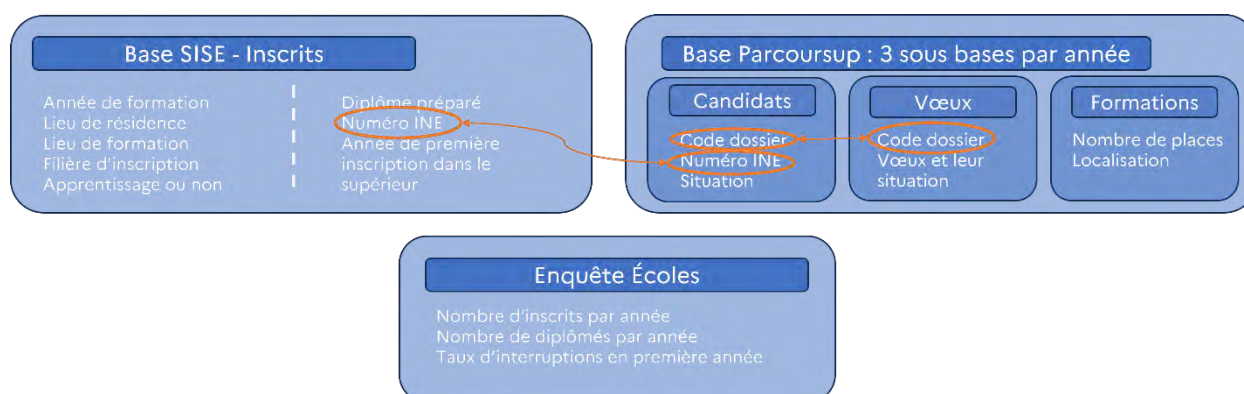 Base SISE - Inscrits
Année de formation
Lieu de résidence
Lieu de formation
Filière d'inscription
Apprentissage ou non
Diplôme préparé
Numéro INE
Année de première
inscription dans le
supérieur
Base Parcoursup : 3 sous bases par année
Candidats
Code dossier
Numéro INE
Situation
Vœux
Code dossier
Vœux et leur
situation
Formations
Nombre de places
Localisation
Enquête Écoles
Nombre d'inscrits par année
Nombre de diplômés par année
Taux d'interruptions en première année